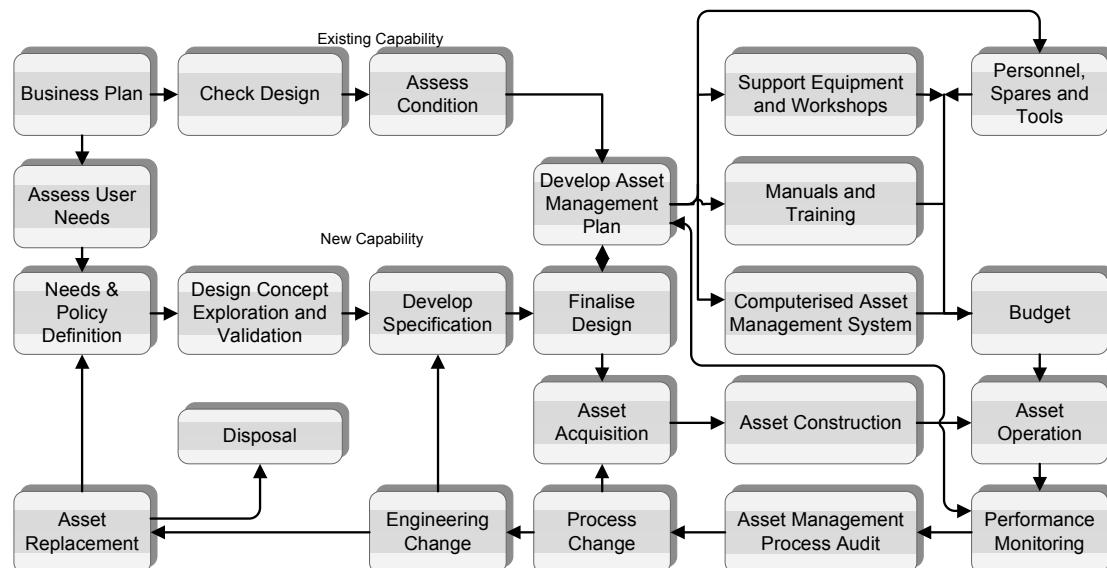 Existing Capability
Business Plan
Check Design
Assess
Condition
Support Equipment
and Workshops
Personnel,
Spares and
Tools
Assess User
Needs
Develop Asset
Management
Plan
Manuals and
Training
New Capability
Needs &
Policy
Definition
Design Concept
Exploration and
Validation
Develop
Specification
Finalise
Design
Computerised Asset
Management System
Budget
Disposal
Asset
Acquisition
Asset Construction
Asset
Operation
Asset
Replacement
Engineering
Change
Process
Change
Asset Management
Process Audit
Performance
Monitoring